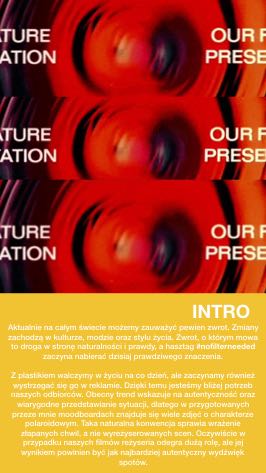 ATURE OUR F
TATION PRESE
ATURE OUR F
TATION PRESE
ATURE OUR F
TATION PRESE
INTRO
Aktualnie na całym świecie możemy zauważyć pewien zwrot. Zmiany
zachodzą w kulturze, modzie oraz stylu życia. Zwrot, o którym mowa
to droga w stronę naturalności i prawdy, a hasztag #nofilterneeded
zaczyna nabierać dzisiaj prawdziwego znaczenia.
Z plastikiem walczymy w życiu na co dzień, ale zaczynamy również
wystrzegać się go w reklamie. Dzięki temu jesteśmy bliżej potrzeb
naszych odbiorców. Obecny trend wskazuje na autentyczność oraz
wiarygodne przedstawianie sytuacji, dlatego w przygotowanych
przeze mnie moodboardach znajduje się wiele zdjęć o charakterze
polaroidowym. Taka naturalna konwencja sprawia wrażenie
złapanych chwil, a nie wyreżyserowanych scen. Oczywiście w
przypadku naszych filmów reżyseria odegra dużą rolę, ale jej
wynikiem powinien być jak najbardziej autentyczny wydźwięk
spotów.